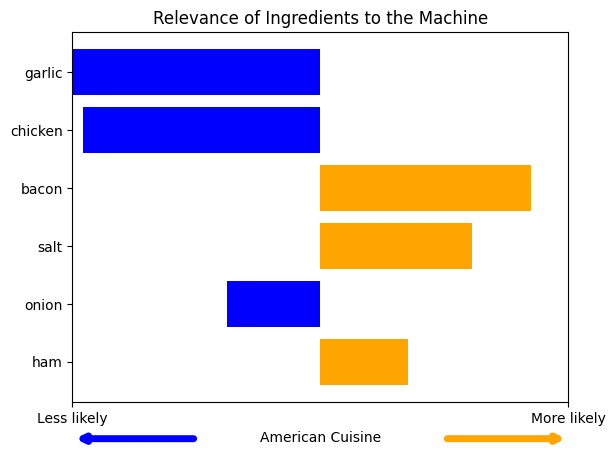 Relevance of Ingredients to the Machine
garlic
chicken
bacon
salt
onion
ham
Less likely
More likely
American Cuisine